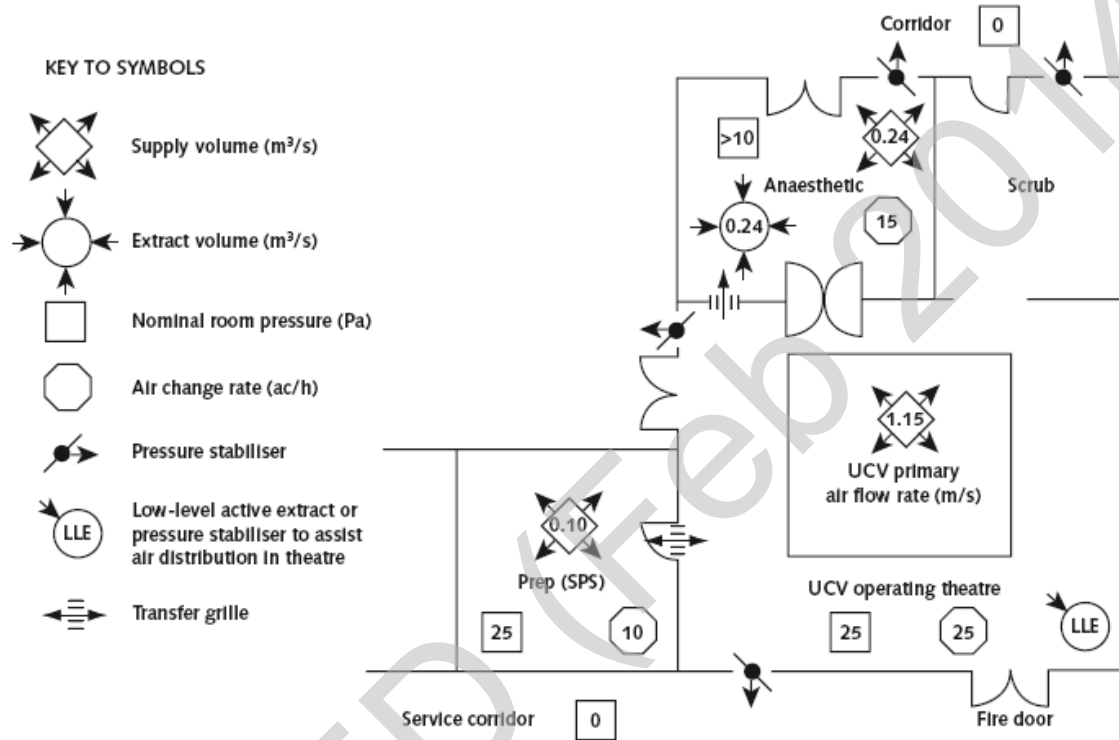 Corridor
0
KEY TO SYMBOLS
Supply volume (m³/s)
>10
0.24
Anaesthetic
Scrub
Extract volume (m³/s)
0.24
15
Nominal room pressure (Pa)
Air change rate (ac/h)
1.15
Pressure stabiliser
UCV primary
air flow rate (m/s)
LLE
Low-level active extract or
pressure stabiliser to assist
air distribution in theatre
0.10
Prep (SPS)
UCV operating theatre
Transfer grille
25
10
25
25
LLE
Service corridor
0
Fire door
D (Feb 2014